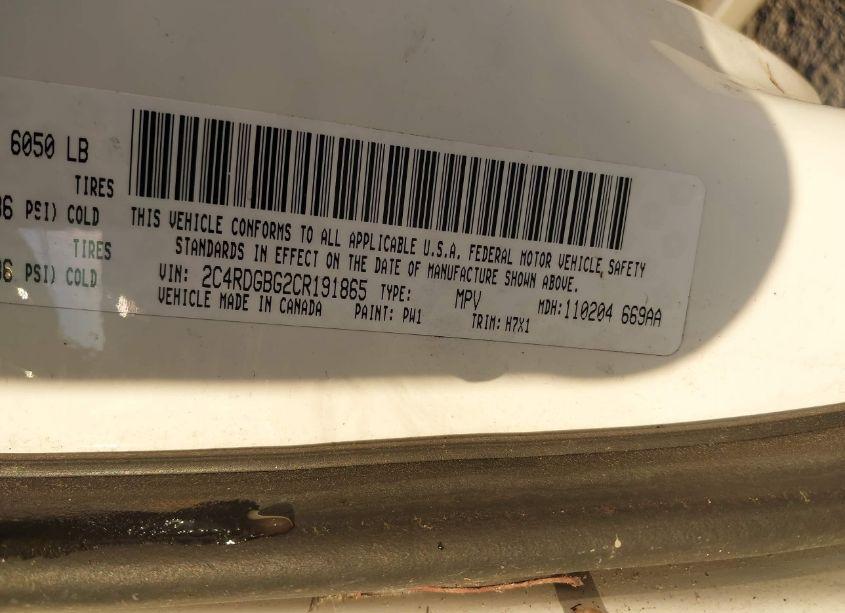 6050 LB
TIRES
36 PSI) COLD
TIRES
6 PSI) COLD
THIS VEHICLE CONFORMS TO ALL APPLICABLE U.S.A. FEDERAL MOTOR VEHICLE SAFETY
STANDARDS IN EFFECT ON THE DATE OF MANUFACTURE SHOWN ABOVE.
VIN: 2C4RDGBG2CR191865 TYPE: MPV MDH:110204 669AA
VEHICLE MADE IN CANADA PAINT: PW1 TRIM: H7X1